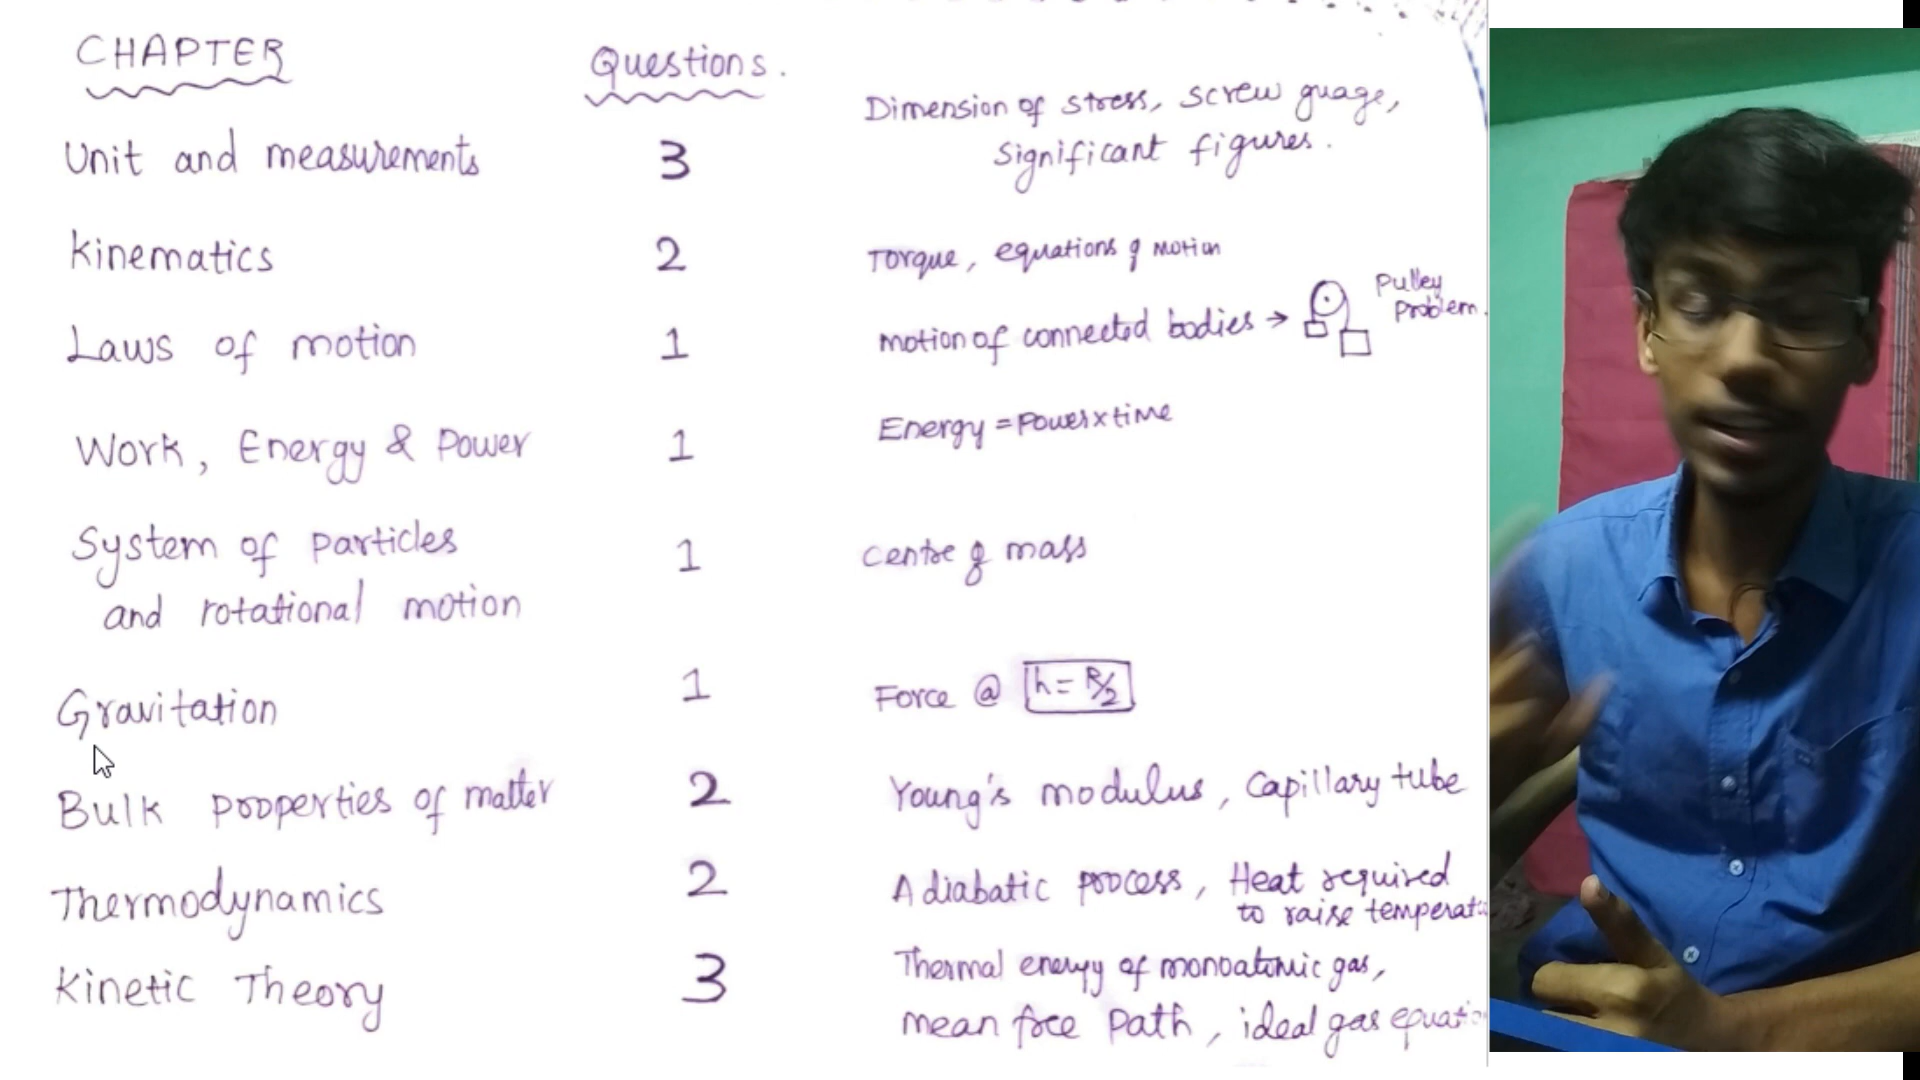 CHAPTER Questions.
Dimension of stress, screw guage,
Unit and measurements 3 significant figures.
Kinematics 2 Torque, equations of motion
Laws of motion 1 motion of connected bodies → Pulley
Problem.
Work, Energy & Power 1 Energy = Power x time
System of particles 1 centre of mass
and rotational motion
Gravitation 1 Force @ h = R/2
Bulk properties of matter 2 Young's modulus, Capillary tube
Thermodynamics 2 Adiabatic process, Heat required
to raise
Kinetic Theory 3 Thermal energy of monoatomic gas,
mean free path, ideal gas